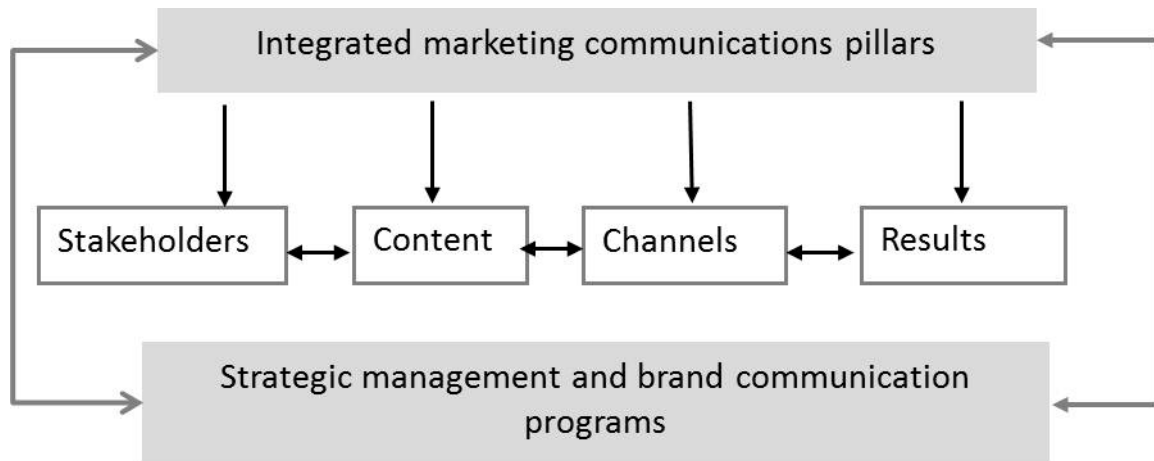 Integrated marketing communications pillars
Stakeholders
Content
Channels
Results
Strategic management and brand communication
programs